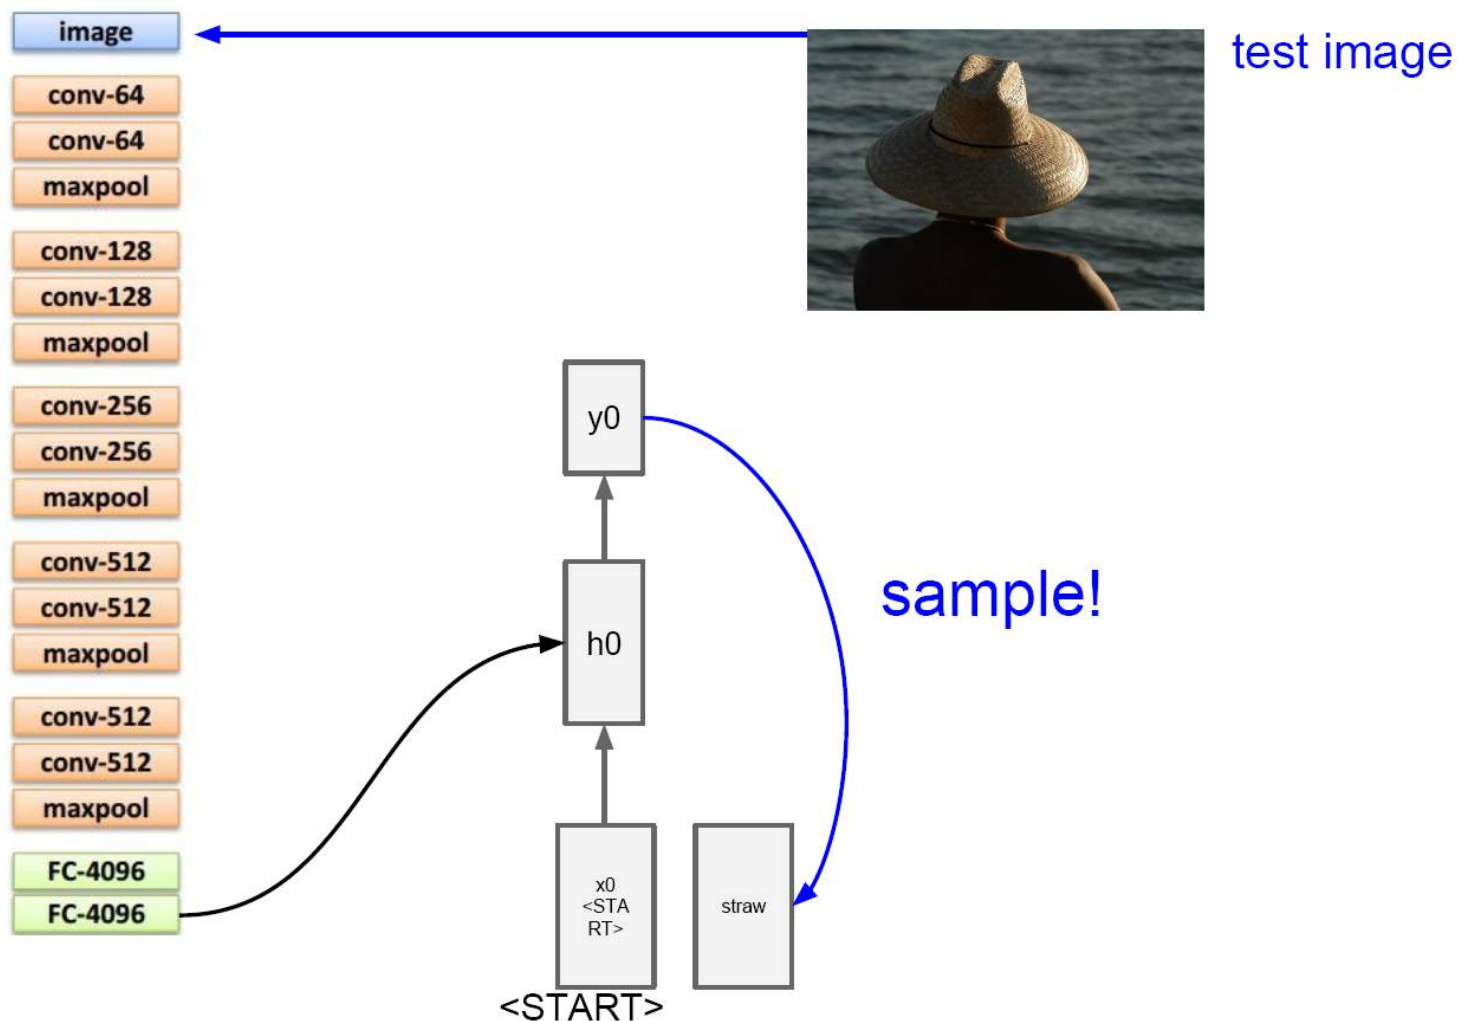 image
conv-64
conv-64
maxpool
conv-128
conv-128
maxpool
conv-256
conv-256
maxpool
conv-512
conv-512
maxpool
conv-512
conv-512
maxpool
FC-4096
FC-4096
test image
y0
sample!
h0
x0
<STA
RT>
straw
<START>